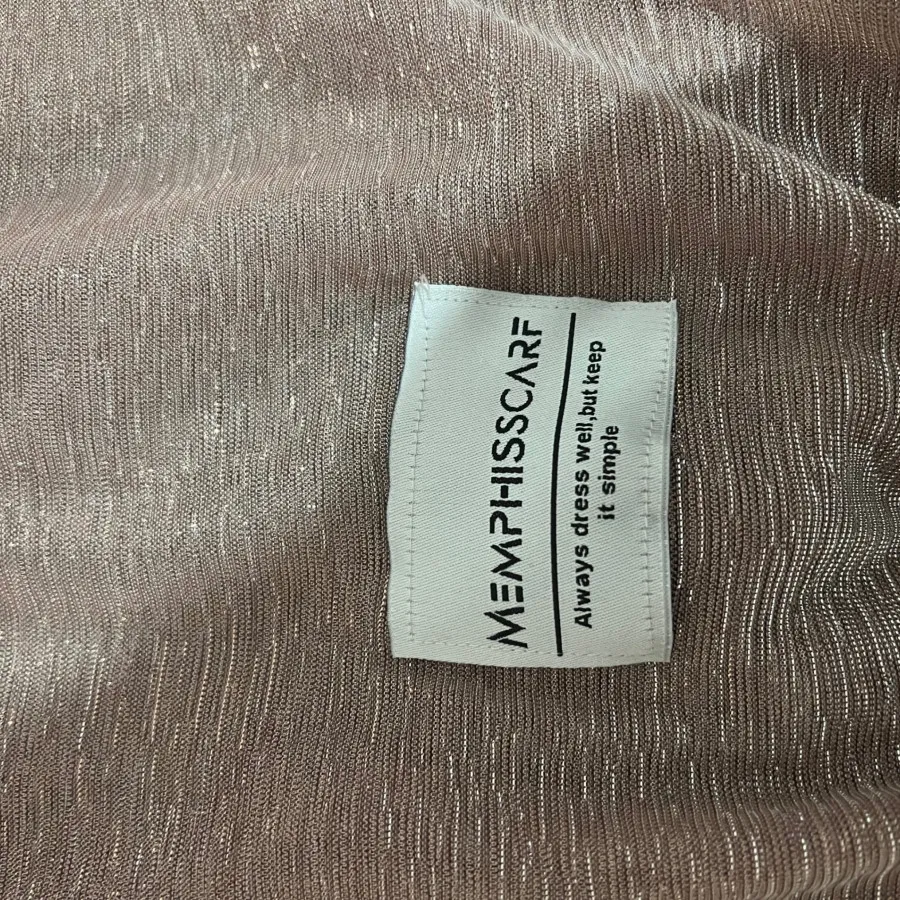 MEMPHISSCARF
Always dress well,but keep
it simple